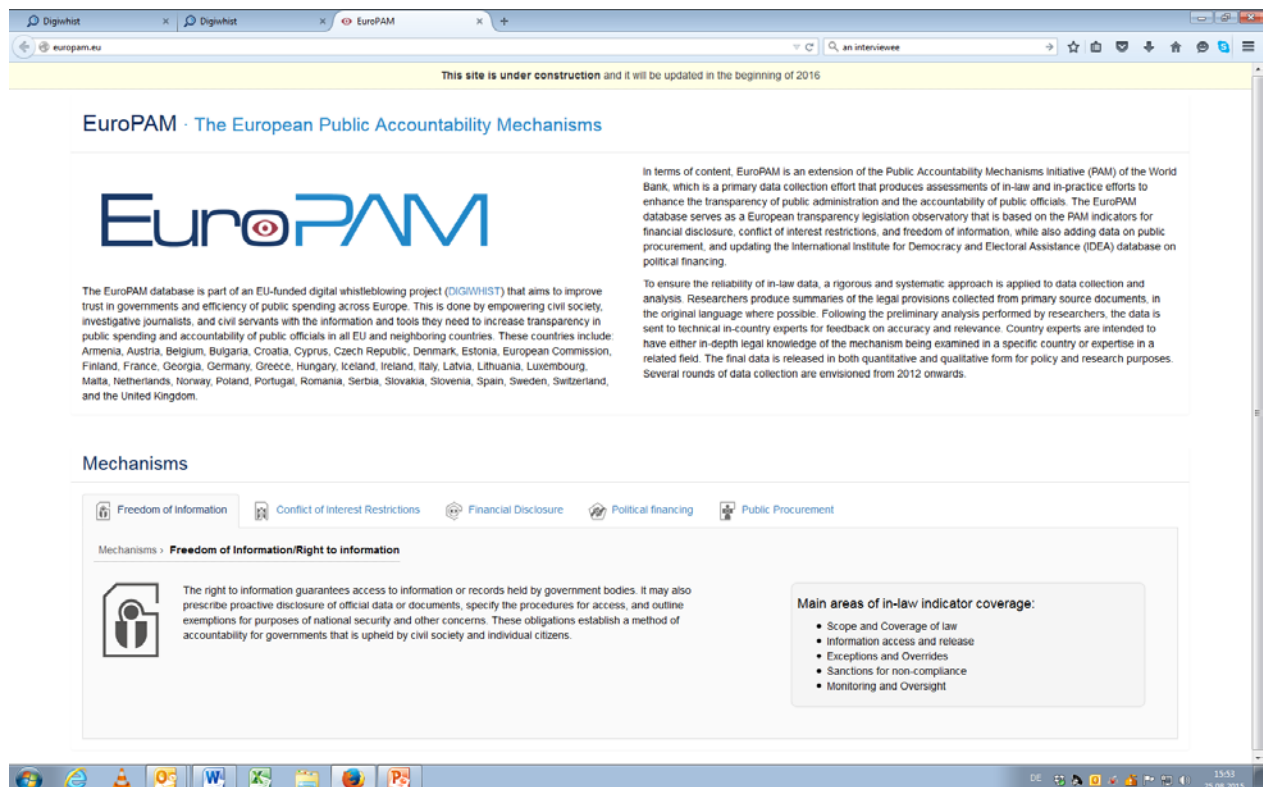 Digiwhist
Digiwhist
EuroPAM
europam.eu
an interviewee
This site is under construction and it will be updated in the beginning of 2016
EuroPAM · The European Public Accountability Mechanisms
EuroPAM
The EuroPAM database is part of an EU-funded digital whistleblowing project (DIGIWHIST) that aims to improve
trust in governments and efficiency of public spending across Europe. This is done by empowering civil society,
investigative journalists, and civil servants with the information and tools they need to increase transparency in
public spending and accountability of public officials in all EU and neighboring countries. These countries include:
Armenia, Austria, Belgium, Bulgaria, Croatia, Cyprus, Czech Republic, Denmark, Estonia, European Commission,
Finland, France, Georgia, Germany, Greece, Hungary, Iceland, Ireland, Italy, Latvia, Lithuania, Luxembourg,
Malta, Netherlands, Norway, Poland, Portugal, Romania, Serbia, Slovakia, Slovenia, Spain, Sweden, Switzerland,
and the United Kingdom.
In terms of content, EuroPAM is an extension of the Public Accountability Mechanisms Initiative (PAM) of the World
Bank, which is a primary data collection effort that produces assessments of in-law and in-practice efforts to
enhance the transparency of public administration and the accountability of public officials. The EuroPAM
database serves as a European transparency legislation observatory that is based on the PAM indicators for
financial disclosure, conflict of interest restrictions, and freedom of information, while also adding data on public
procurement, and updating the International Institute for Democracy and Electoral Assistance (IDEA) database on
political financing.
To ensure the reliability of in-law data, a rigorous and systematic approach is applied to data collection and
analysis. Researchers produce summaries of the legal provisions collected from primary source documents, in
the original language where possible. Following the preliminary analysis performed by researchers, the data is
sent to technical in-country experts for feedback on accuracy and relevance. Country experts are intended to
have either in-depth legal knowledge of the mechanism being examined in a specific country or expertise in a
related field. The final data is released in both quantitative and qualitative form for policy and research purposes.
Several rounds of data collection are envisioned from 2012 onwards.
Mechanisms
Freedom of Information
Conflict of Interest Restrictions
Financial Disclosure
Political financing
Public Procurement
Mechanisms › Freedom of Information/Right to information
The right to information guarantees access to information or records held by government bodies. It may also
prescribe proactive disclosure of official data or documents, specify the procedures for access, and outline
exemptions for purposes of national security and other concerns. These obligations establish a method of
accountability for governments that is upheld by civil society and individual citizens.
Main areas of in-law indicator coverage:
• Scope and Coverage of law
• Information access and release
• Exceptions and Overrides
• Sanctions for non-compliance
• Monitoring and Oversight
DE
15:53
25.08.2015